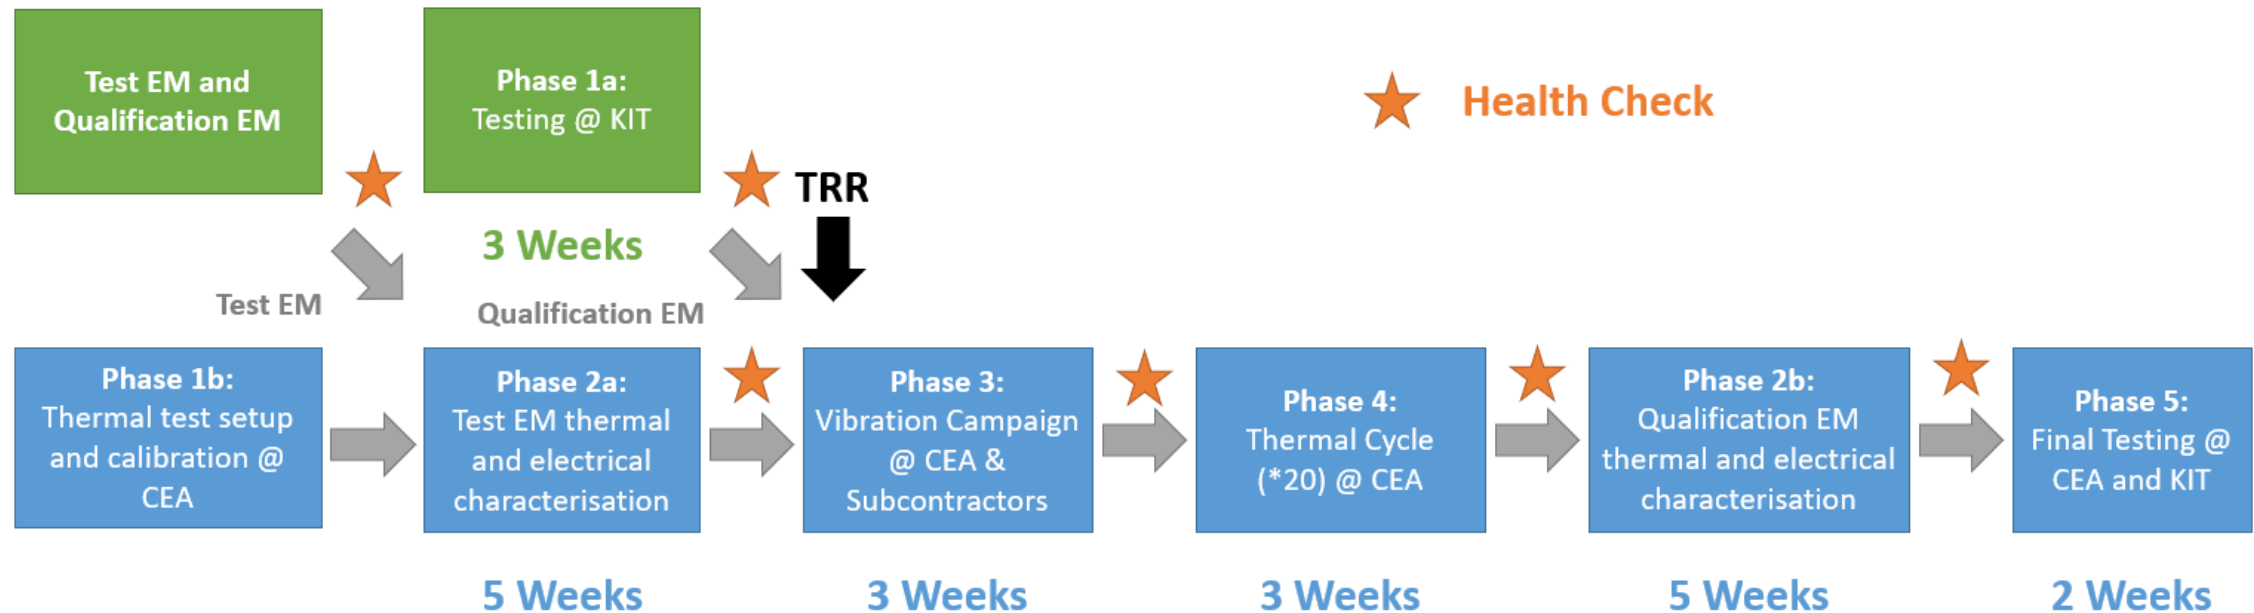 Test EM and
Qualification EM
Phase 1a:
Testing @ KIT
Health Check
TRR
3 Weeks
Test EM
Qualification EM
Phase 1b:
Thermal test setup
and calibration @
CEA
Phase 2a:
Test EM thermal
and electrical
characterisation
Phase 3:
Vibration Campaign
@ CEA &
Subcontractors
Phase 4:
Thermal Cycle
(*20) @ CEA
Phase 2b:
Qualification EM
thermal and electrical
characterisation
Phase 5:
Final Testing @
CEA and KIT
5 Weeks
3 Weeks
3 Weeks
5 Weeks
2 Weeks